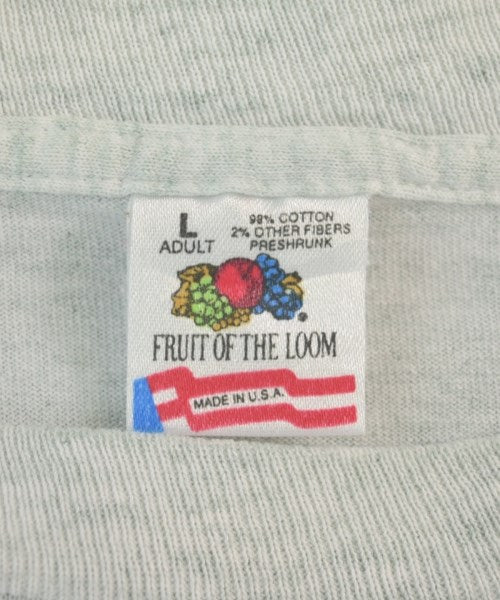 L
ADULT
98% COTTON
2% OTHER FIBERS
PRESHRUNK
®
FRUIT OF THE LOOM
MADE IN U.S.A.